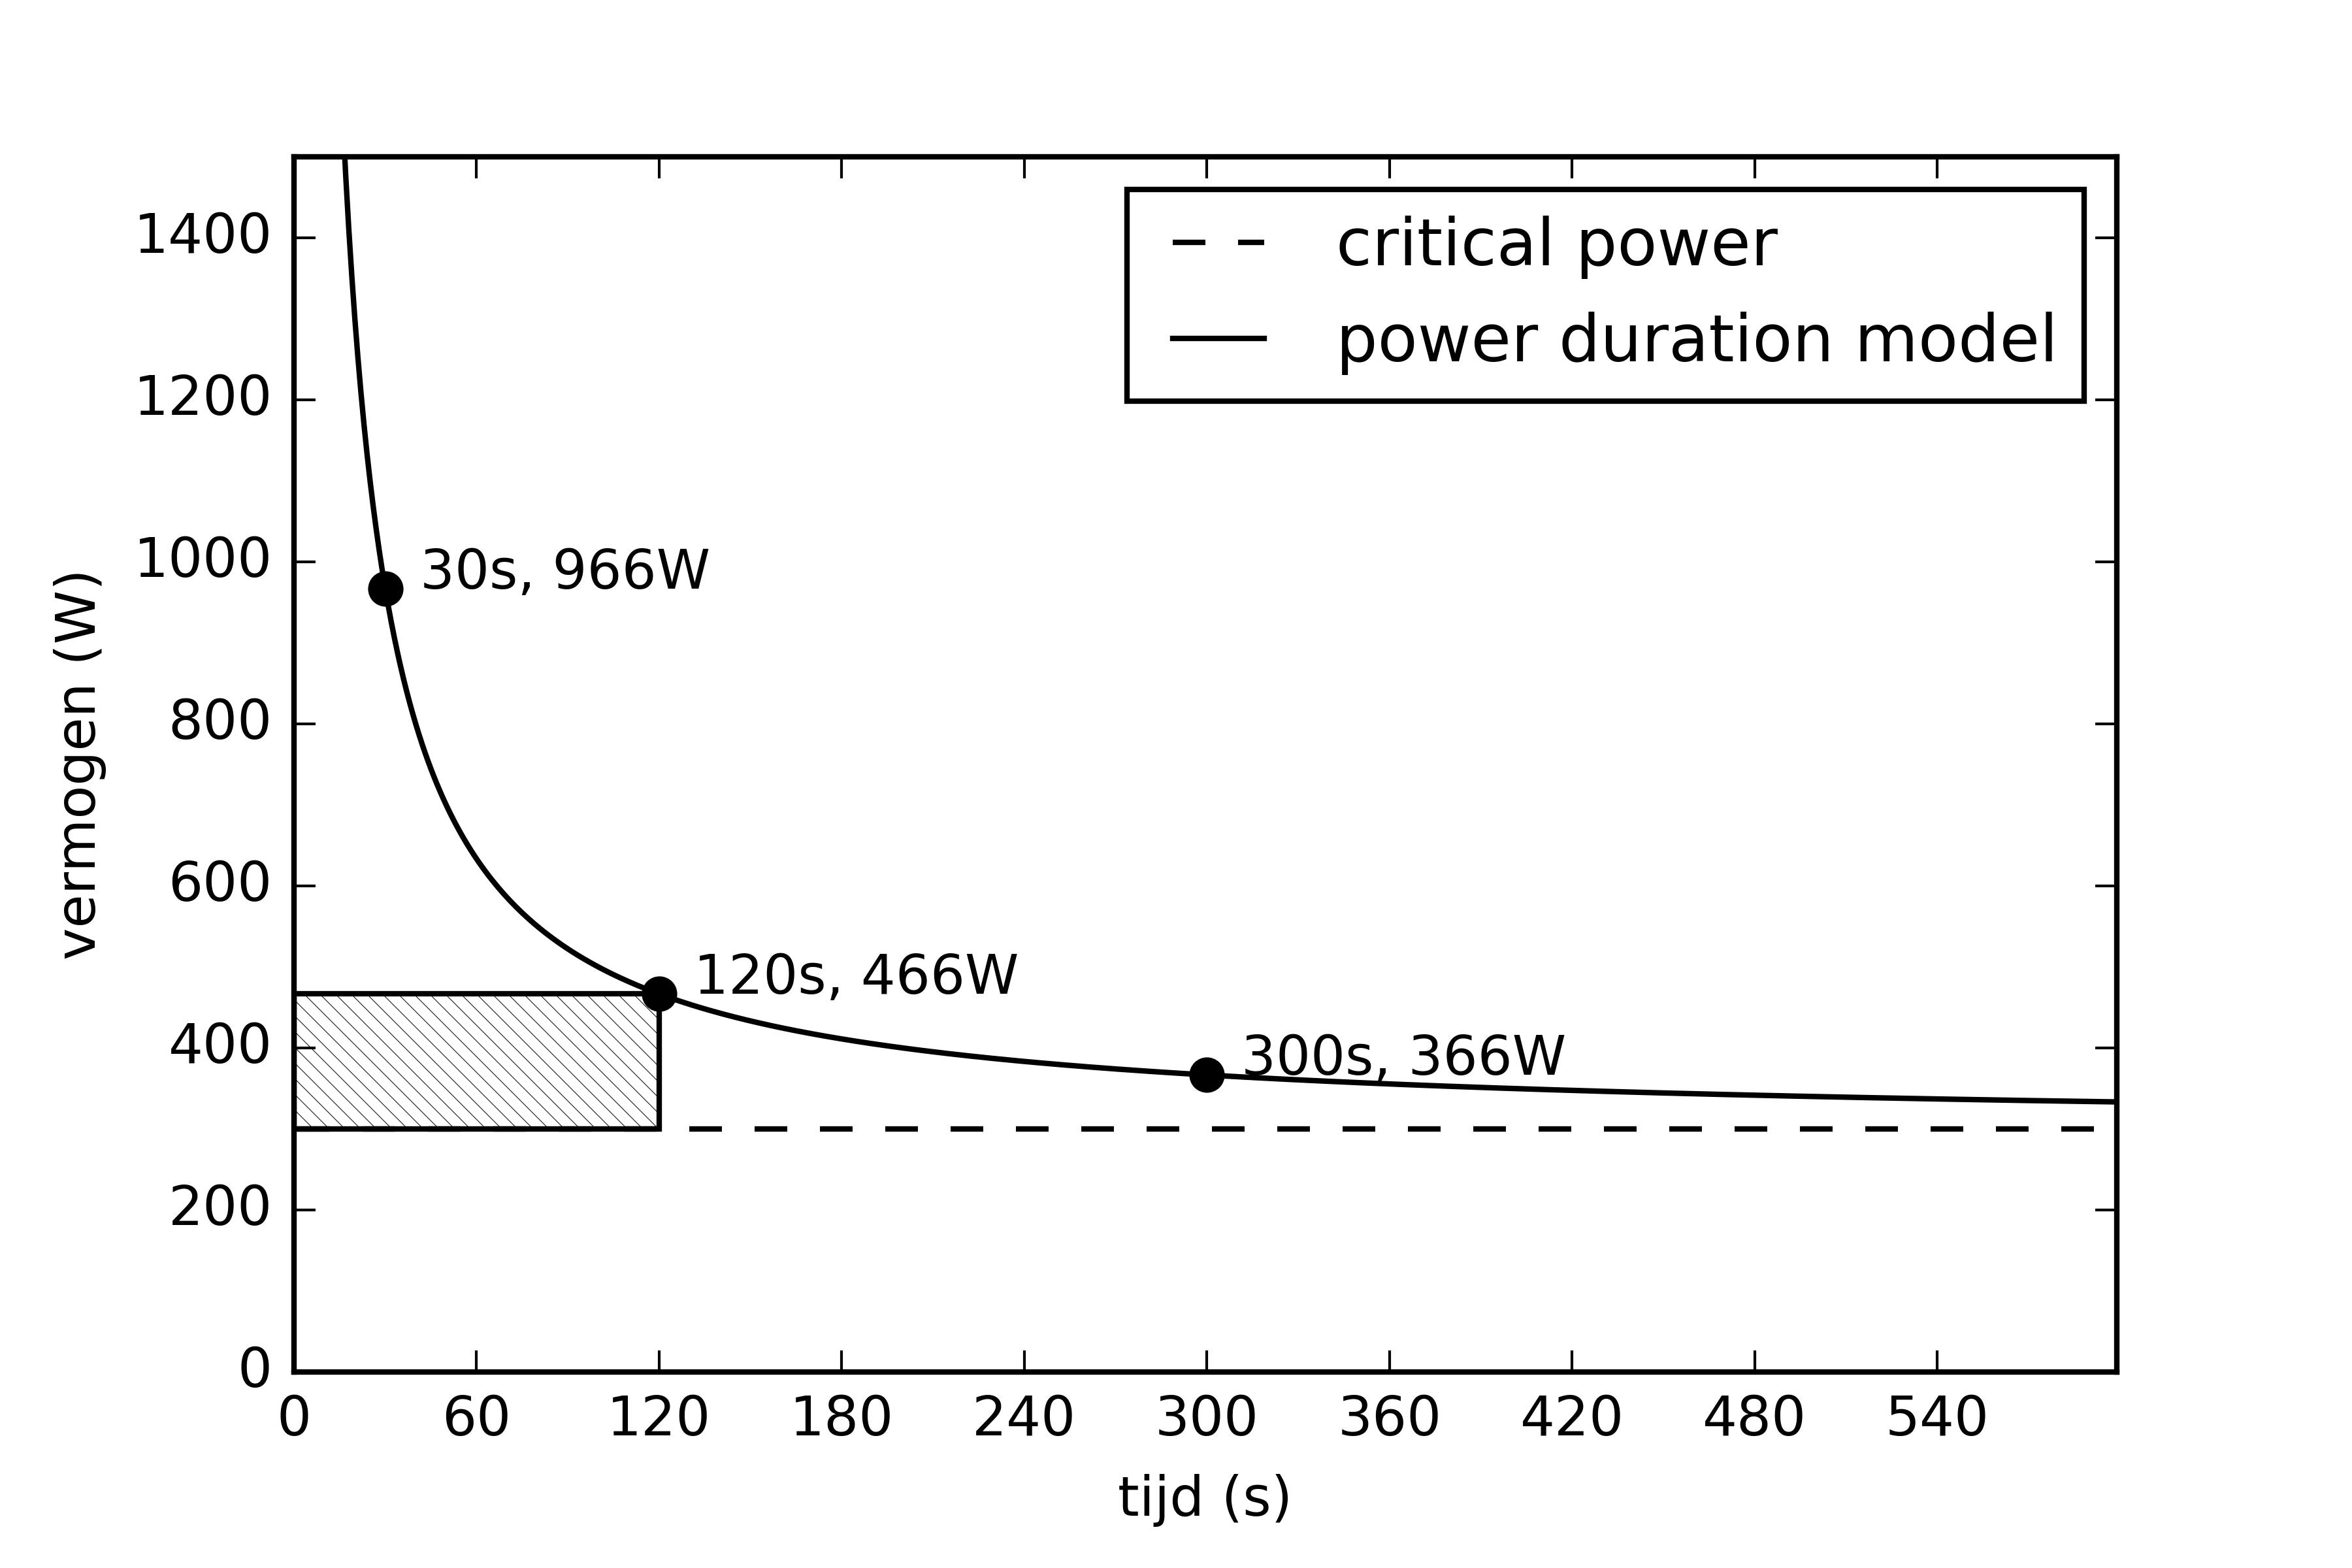 critical power
power duration model
1400
1200
1000
800
600
400
200
0
vermogen (W)
30s, 966W
120s, 466W
300s, 366W
0 60 120 180 240 300 360 420 480 540
tijd (s)